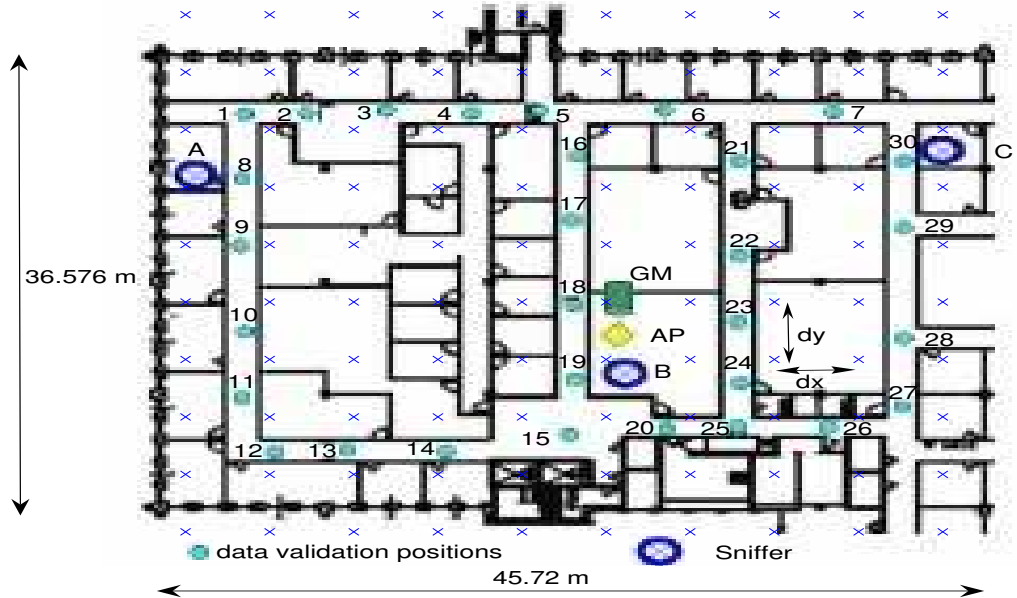 1 2 3 4 5 6 7
16 21 30 C
A 8
17 29
9 22
GM
36.576 m
18
10 23 AP dy 28
19 B 24 dx
11 27
20 25 26
12 13 14 15
data validation positions Sniffer
45.72 m